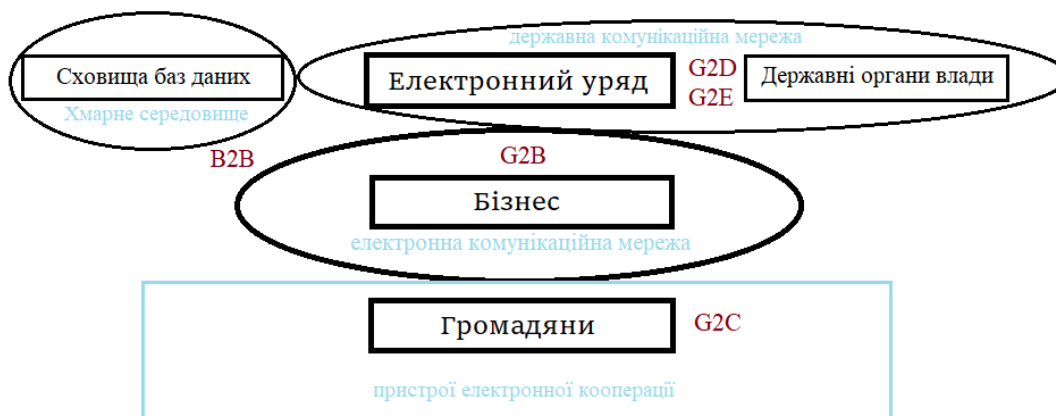 державна комунікаційна мережа
Сховища баз даних
Електронний уряд
G2D
G2E
Державні органи влади
Хмарне середовище
B2B
G2B
Бізнес
електронна комунікаційна мережа
Громадяни
G2C
пристрої електронної кооперації